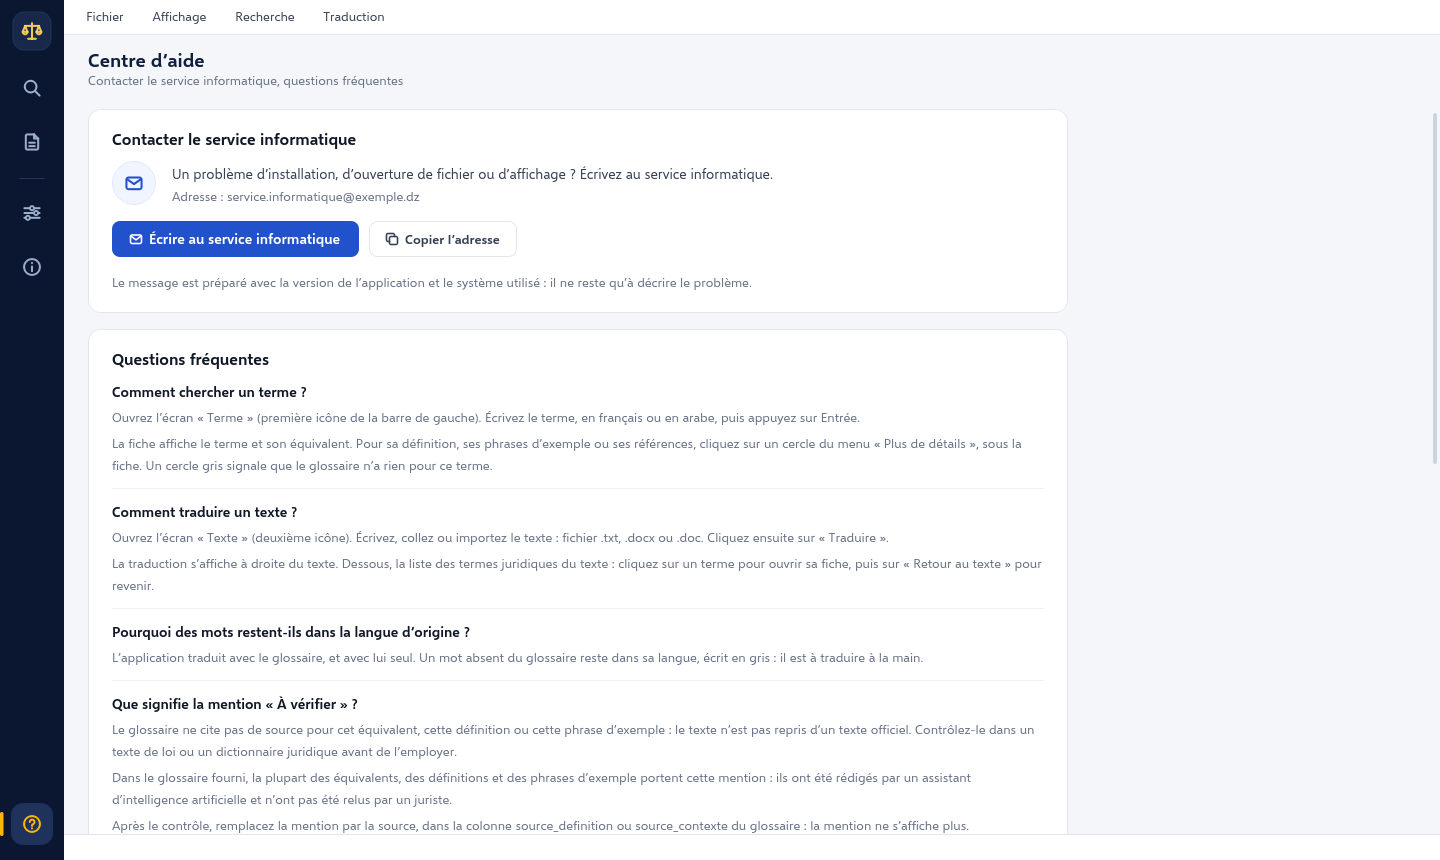 Fichier Affichage Recherche Traduction
Centre d’aide
Contacter le service informatique, questions fréquentes
Contacter le service informatique
Un problème d’installation, d’ouverture de fichier ou d’affichage ? Écrivez au service informatique.
Adresse : service.informatique@exemple.dz
Écrire au service informatique
Copier l’adresse
Le message est préparé avec la version de l’application et le système utilisé : il ne reste qu’à décrire le problème.
Questions fréquentes
Comment chercher un terme ?
Ouvrez l’écran « Terme » (première icône de la barre de gauche). Écrivez le terme, en français ou en arabe, puis appuyez sur Entrée.
La fiche affiche le terme et son équivalent. Pour sa définition, ses phrases d’exemple ou ses références, cliquez sur un cercle du menu « Plus de détails », sous la
fiche. Un cercle gris signale que le glossaire n’a rien pour ce terme.
Comment traduire un texte ?
Ouvrez l’écran « Texte » (deuxième icône). Écrivez, collez ou importez le texte : fichier .txt, .docx ou .doc. Cliquez ensuite sur « Traduire ».
La traduction s’affiche à droite du texte. Dessous, la liste des termes juridiques du texte : cliquez sur un terme pour ouvrir sa fiche, puis sur « Retour au texte » pour
revenir.
Pourquoi des mots restent-ils dans la langue d’origine ?
L’application traduit avec le glossaire, et avec lui seul. Un mot absent du glossaire reste dans sa langue, écrit en gris : il est à traduire à la main.
Que signifie la mention « À vérifier » ?
Le glossaire ne cite pas de source pour cet équivalent, cette définition ou cette phrase d’exemple : le texte n’est pas repris d’un texte officiel. Contrôlez-le dans un
texte de loi ou un dictionnaire juridique avant de l’employer.
Dans le glossaire fourni, la plupart des équivalents, des définitions et des phrases d’exemple portent cette mention : ils ont été rédigés par un assistant
d’intelligence artificielle et n’ont pas été relus par un juriste.
Après le contrôle, remplacez la mention par la source, dans la colonne source_definition ou source_contexte du glossaire : la mention ne s’affiche plus.